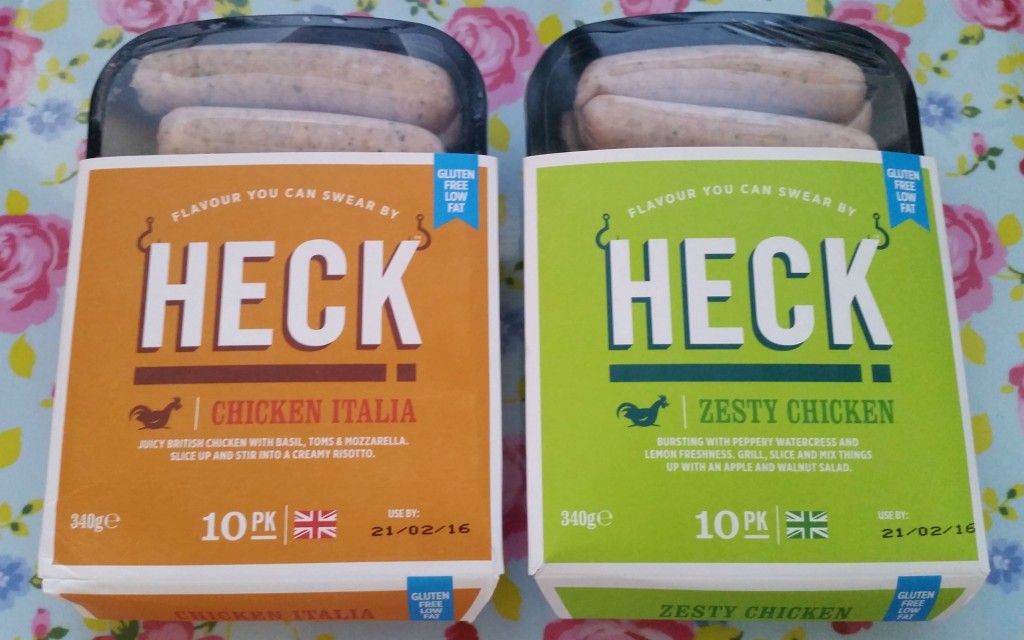 FLAVOUR YOU CAN SWEAR BY
HECK!
GLUTEN
FREE
LOW
FAT
CHICKEN ITALIA
JUICY BRITISH CHICKEN WITH BASIL, TOMS & MOZZARELLA.
SLICE UP AND STIR INTO A CREAMY RISOTTO.
340g℮
10 PK
USE BY:
21/02/16
CHICKEN ITALIA
GLUTEN
FREE
LOW
FAT
FLAVOUR YOU CAN SWEAR BY
HECK!
GLUTEN
FREE
LOW
FAT
ZESTY CHICKEN
BURSTING WITH PEPPERY WATERCRESS AND
LEMON FRESHNESS. GRILL, SLICE AND MIX THINGS
UP WITH AN APPLE AND WALNUT SALAD.
340g℮
10 PK
USE BY:
21/02/16
ZESTY CHICKEN
GLUTEN
FREE
LOW
FAT